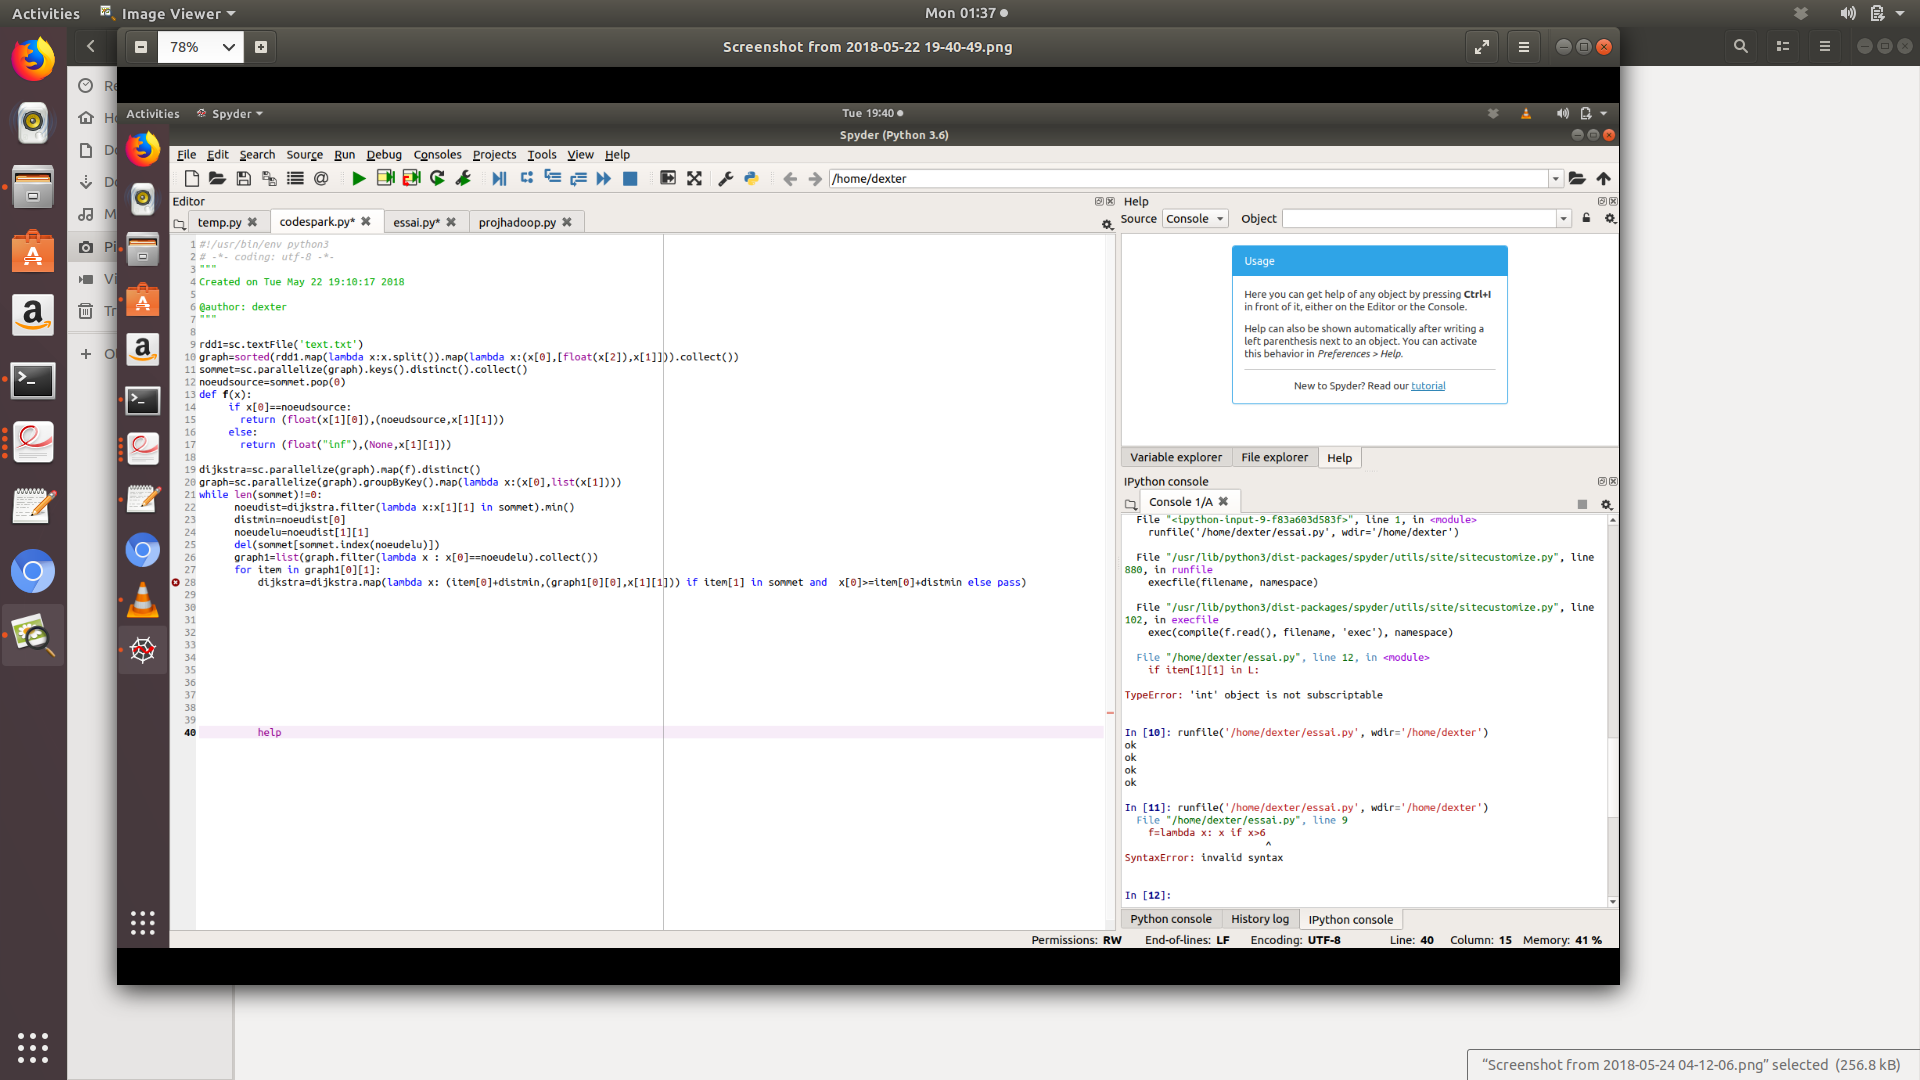 Activities
Image Viewer
Mon 01:37
78%
Screenshot from 2018-05-22 19-40-49.png
Activities
Spyder
Tue 19:40
Spyder (Python 3.6)
File Edit Search Source Run Debug Consoles Projects Tools View Help
/home/dexter
Editor
temp.py
codespark.py*
essai.py*
projhadoop.py
1 #!/usr/bin/env python3
2 # -*- coding: utf-8 -*-
3 """
4 Created on Tue May 22 19:10:17 2018
5
6 @author: dexter
7 """
8
9 rdd1=sc.textFile('text.txt')
10 graph=sorted(rdd1.map(lambda x:x.split()).map(lambda x:(x[0],[float(x[2]),x[1]])).collect())
11 sommet=sc.parallelize(graph).keys().distinct().collect()
12 noeudsource=sommet.pop(0)
13 def f(x):
14 if x[0]==noeudsource:
15 return (float(x[1][0]),(noeudsource,x[1][1]))
16 else:
17 return (float("inf"),(None,x[1][1]))
18
19 dijkstra=sc.parallelize(graph).map(f).distinct()
20 graph=sc.parallelize(graph).groupByKey().map(lambda x:(x[0],list(x[1])))
21 while len(sommet)!=0:
22 noeudist=dijkstra.filter(lambda x:x[1][1] in sommet).min()
23 distmin=noeudist[0]
24 noeudelu=noeudist[1][1]
25 del(sommet[sommet.index(noeudelu)])
26 graph1=list(graph.filter(lambda x : x[0]==noeudelu).collect())
27 for item in graph1[0][1]:
28 dijkstra=dijkstra.map(lambda x: (item[0]+distmin,(graph1[0][0],x[1][1])) if item[1] in sommet and  x[0]>=item[0]+distmin else pass)
29
30
31
32
33
34
35
36
37
38
39
40 help
Help
Source Console Object
Usage
Here you can get help of any object by pressing Ctrl+I
in front of it, either on the Editor or the Console.
Help can also be shown automatically after writing a
left parenthesis next to an object. You can activate
this behavior in Preferences > Help.
New to Spyder? Read our tutorial
Variable explorer File explorer Help
IPython console
Console 1/A
File "<ipython-input-9-f83a603d583f>", line 1, in <module>
runfile('/home/dexter/essai.py', wdir='/home/dexter')
File "/usr/lib/python3/dist-packages/spyder/utils/site/sitecustomize.py", line
880, in runfile
execfile(filename, namespace)
File "/usr/lib/python3/dist-packages/spyder/utils/site/sitecustomize.py", line
102, in execfile
exec(compile(f.read(), filename, 'exec'), namespace)
File "/home/dexter/essai.py", line 12, in <module>
if item[1][1] in L:
TypeError: 'int' object is not subscriptable
In [10]: runfile('/home/dexter/essai.py', wdir='/home/dexter')
ok
ok
ok
ok
In [11]: runfile('/home/dexter/essai.py', wdir='/home/dexter')
File "/home/dexter/essai.py", line 9
f=lambda x: x if x>6
^
SyntaxError: invalid syntax
In [12]:
Python console History log IPython console
Permissions: RW End-of-lines: LF Encoding: UTF-8 Line: 40 Column: 15 Memory: 41 %
“Screenshot from 2018-05-24 04-12-06.png” selected (256.8 kB)